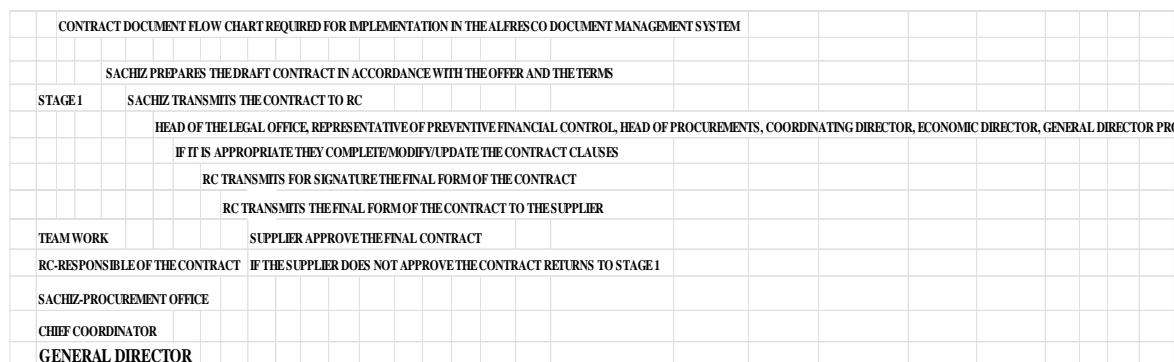 CONTRACT DOCUMENT FLOW CHART REQUIRED FOR IMPLEMENTATION IN THE ALFRESCO DOCUMENT MANAGEMENT SYSTEM
SACHIZ PREPARES THE DRAFT CONTRACT IN ACCORDANCE WITH THE OFFER AND THE TERMS
STAGE 1 SACHIZ TRANSMITS THE CONTRACT TO RC
HEAD OF THE LEGAL OFFICE, REPRESENTATIVE OF PREVENTIVE FINANCIAL CONTROL, HEAD OF PROCUREMENTS, COORDINATING DIRECTOR, ECONOMIC DIRECTOR, GENERAL DIRECTOR
IF IT IS APPROPRIATE THEY COMPLETE/MODIFY/UPDATE THE CONTRACT CLAUSES
RC TRANSMITS FOR SIGNATURE THE FINAL FORM OF THE CONTRACT
RC TRANSMITS THE FINAL FORM OF THE CONTRACT TO THE SUPPLIER
TEAM WORK SUPPLIER APPROVE THE FINAL CONTRACT
RC-RESPONSIBLE OF THE CONTRACT IF THE SUPPLIER DOES NOT APPROVE THE CONTRACT RETURNS TO STAGE 1
SACHIZ-PROCUREMENT OFFICE
CHIEF COORDINATOR
GENERAL DIRECTOR